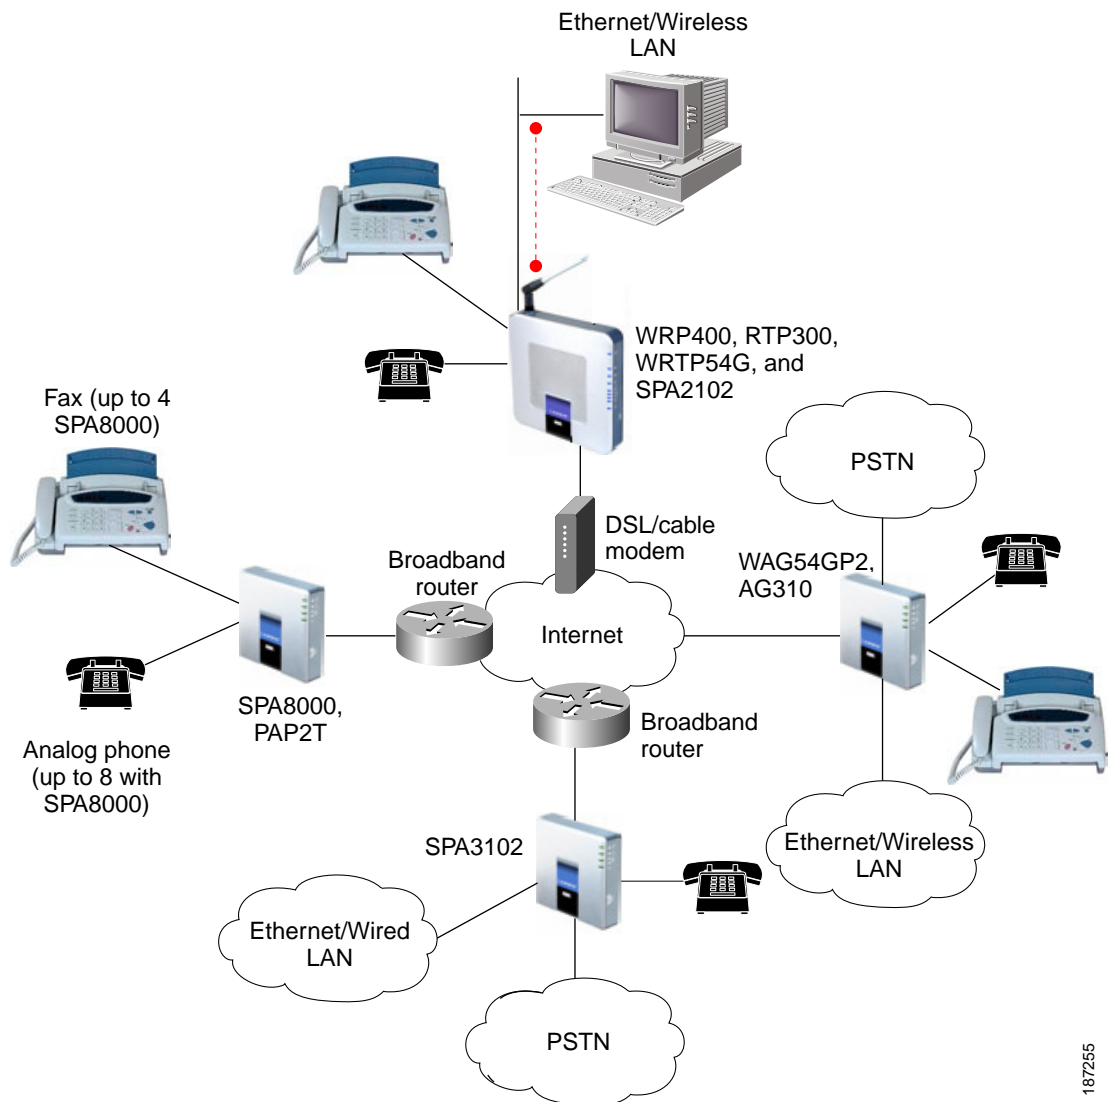 Ethernet/Wireless
LAN
WRP400, RTP300,
WRTP54G, and
SPA2102
Fax (up to 4
SPA8000)
PSTN
DSL/cable
modem
Broadband
router
WAG54GP2,
AG310
Internet
SPA8000,
PAP2T
Broadband
router
Analog phone
(up to 8 with
SPA8000)
SPA3102
Ethernet/Wireless
LAN
Ethernet/Wired
LAN
PSTN
187255